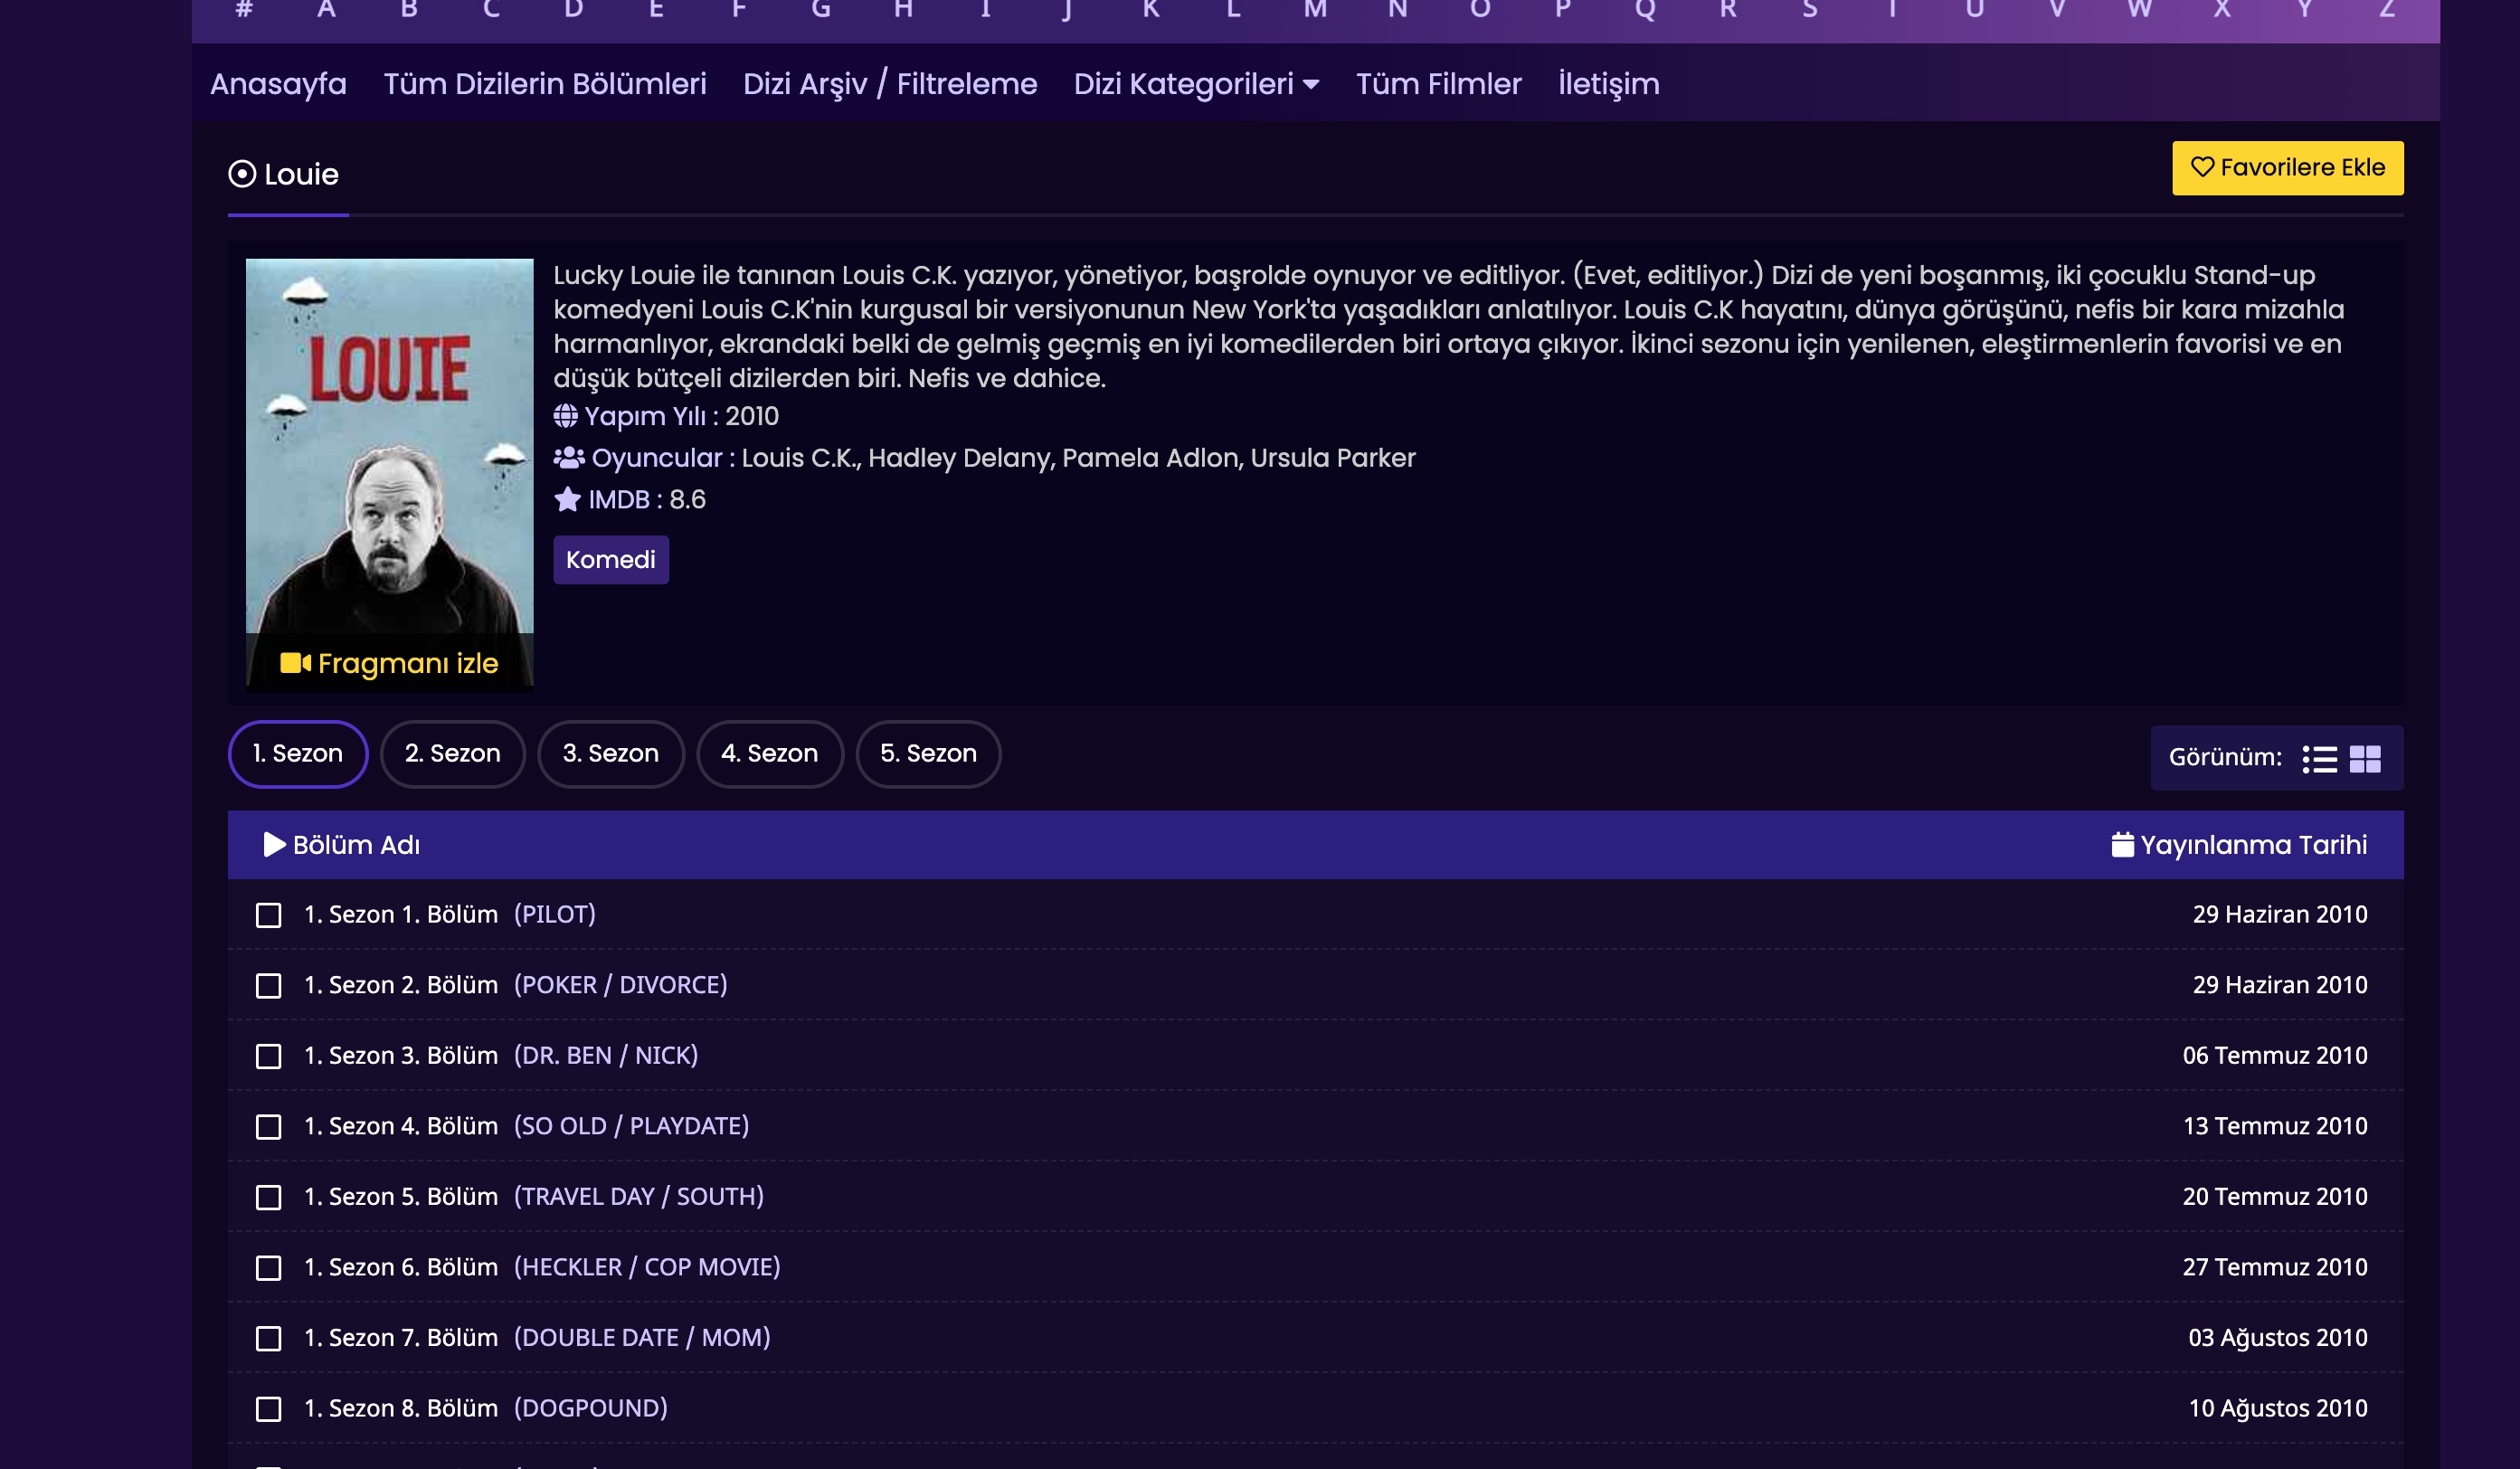 # A B C D E F G H I J K L M N O P Q R S T U V W X Y Z
Anasayfa Tüm Dizilerin Bölümleri Dizi Arşiv / Filtreleme Dizi Kategorileri Tüm Filmler İletişim
Louie
Favorilere Ekle
LOUIE
Fragmanı izle
Lucky Louie ile tanınan Louis C.K. yazıyor, yönetiyor, başrolde oynuyor ve editliyor. (Evet, editliyor.) Dizi de yeni boşanmış, iki çocuklu Stand-up
komedyeni Louis C.K'nin kurgusal bir versiyonunun New York'ta yaşadıkları anlatılıyor. Louis C.K hayatını, dünya görüşünü, nefis bir kara mizahla
harmanlıyor, ekrandaki belki de gelmiş geçmiş en iyi komedilerden biri ortaya çıkıyor. İkinci sezonu için yenilenen, eleştirmenlerin favorisi ve en
düşük bütçeli dizilerden biri. Nefis ve dahice.
Yapım Yılı : 2010
Oyuncular : Louis C.K., Hadley Delany, Pamela Adlon, Ursula Parker
IMDB : 8.6
Komedi
1. Sezon 2. Sezon 3. Sezon 4. Sezon 5. Sezon
Görünüm:
Bölüm Adı Yayınlanma Tarihi
1. Sezon 1. Bölüm (PILOT) 29 Haziran 2010
1. Sezon 2. Bölüm (POKER / DIVORCE) 29 Haziran 2010
1. Sezon 3. Bölüm (DR. BEN / NICK) 06 Temmuz 2010
1. Sezon 4. Bölüm (SO OLD / PLAYDATE) 13 Temmuz 2010
1. Sezon 5. Bölüm (TRAVEL DAY / SOUTH) 20 Temmuz 2010
1. Sezon 6. Bölüm (HECKLER / COP MOVIE) 27 Temmuz 2010
1. Sezon 7. Bölüm (DOUBLE DATE / MOM) 03 Ağustos 2010
1. Sezon 8. Bölüm (DOGPOUND) 10 Ağustos 2010